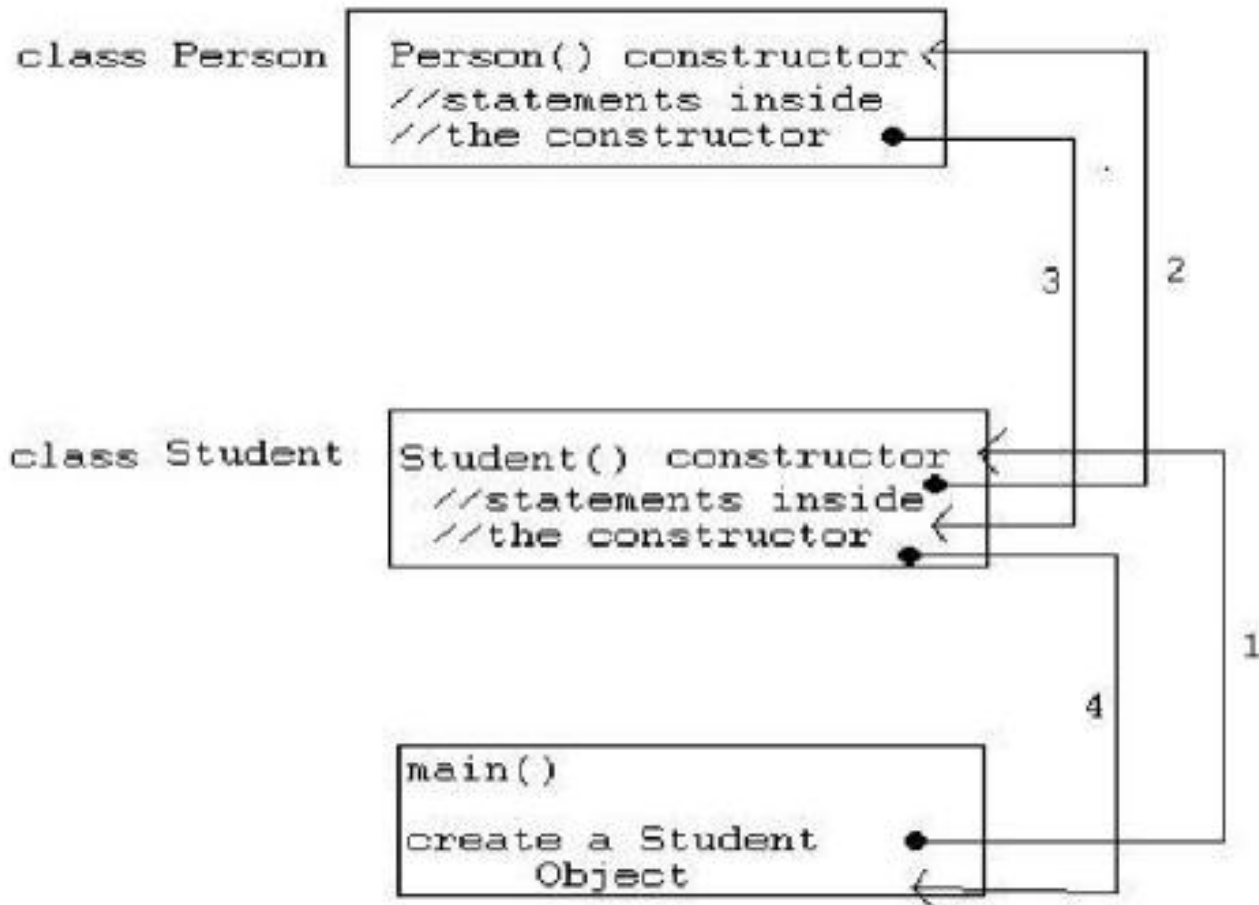 class Person
Person() constructor
//statements inside
//the constructor
3
2
class Student
Student() constructor
//statements inside
//the constructor
1
4
main()
create a Student
Object